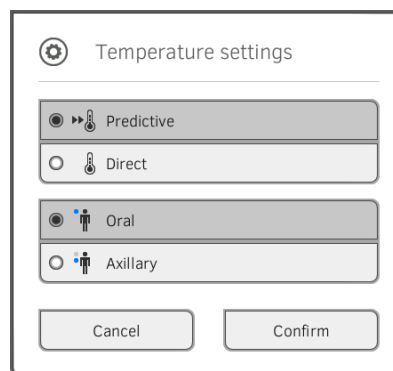 Temperature settings
Predictive
Direct
Oral
Axillary
Cancel
Confirm